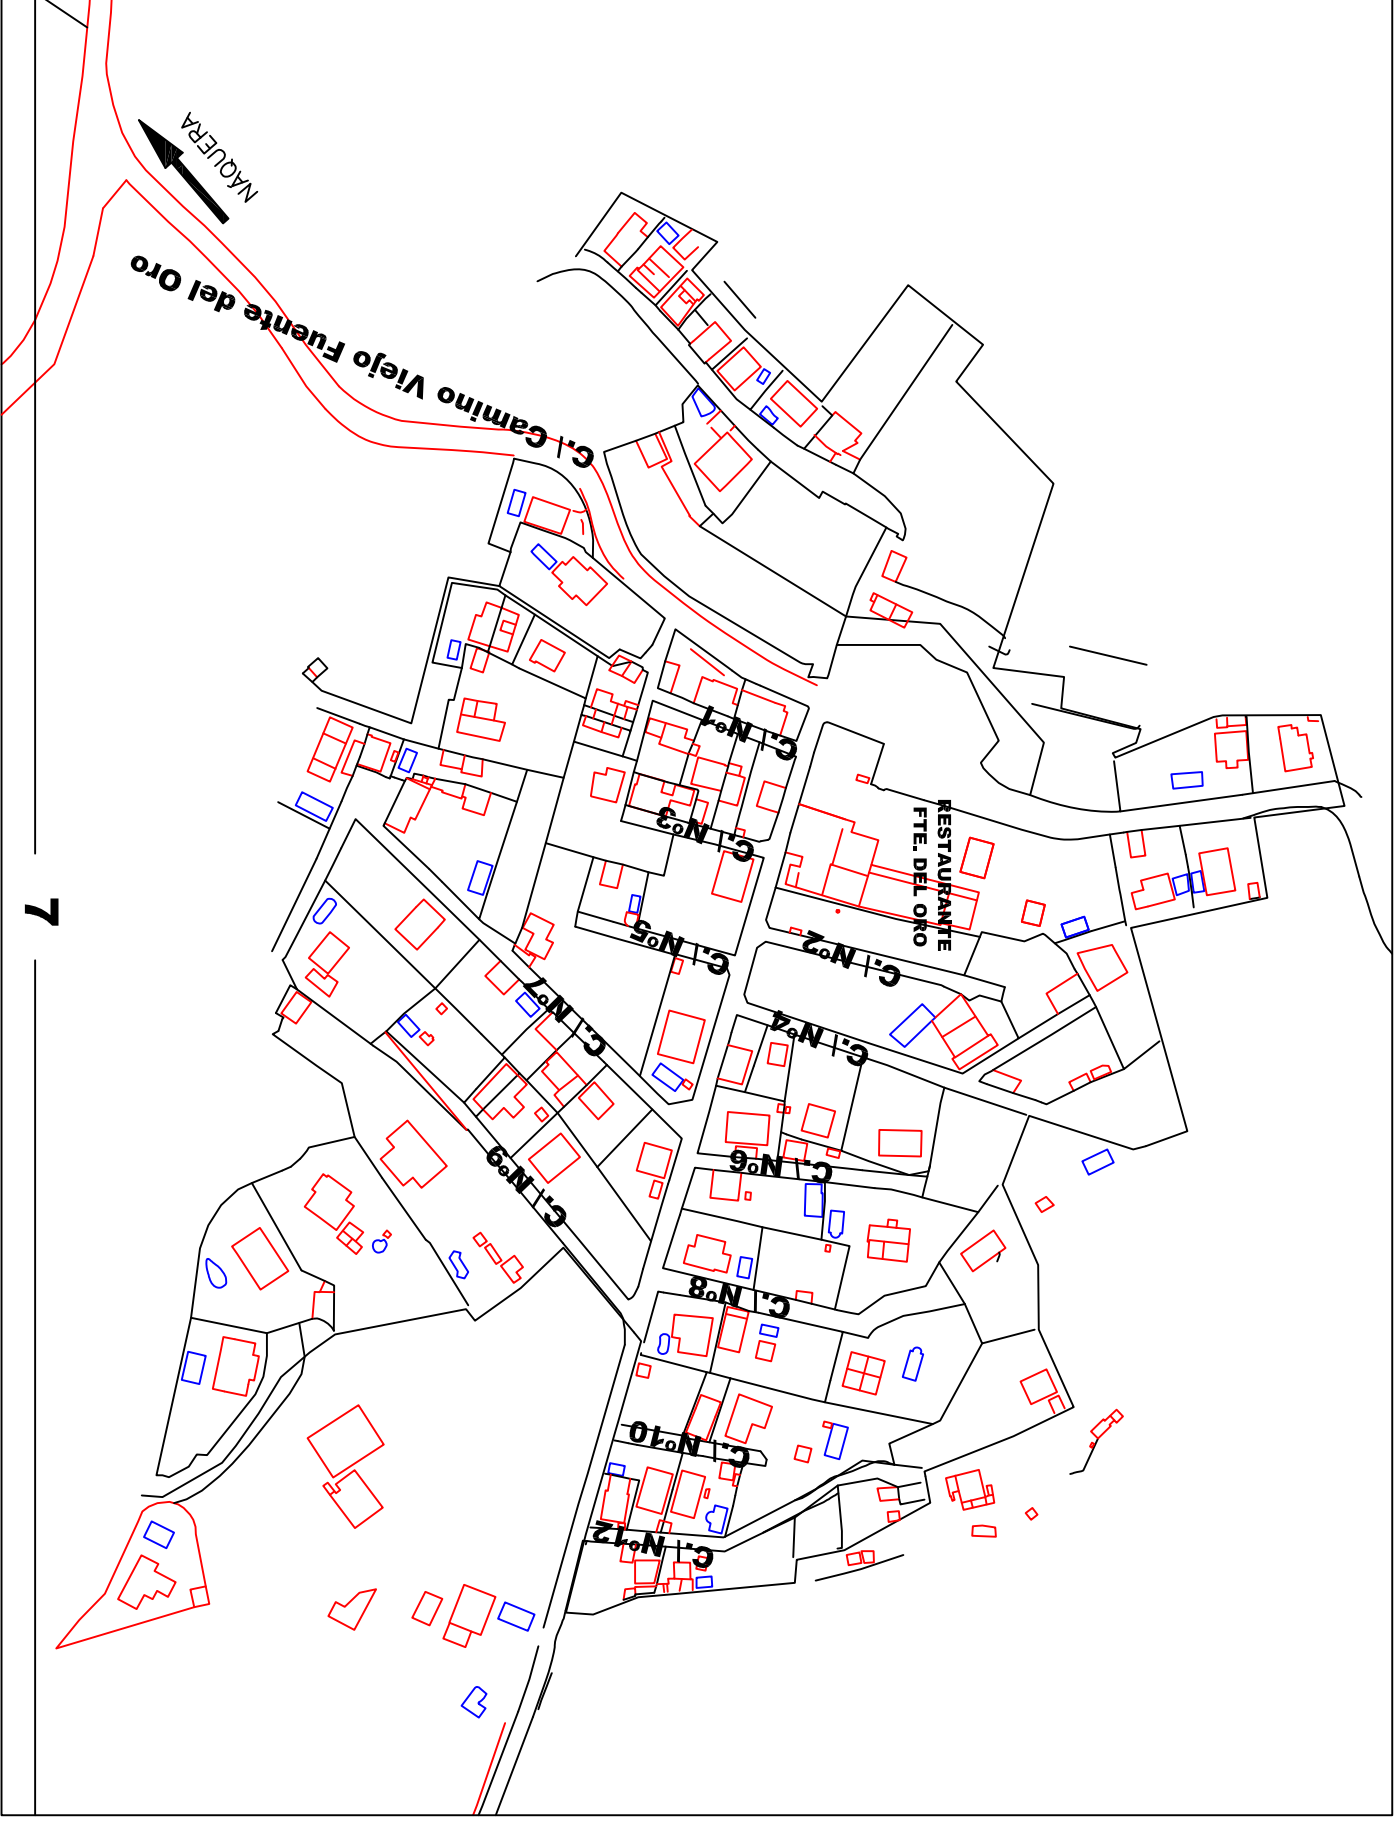 NÁQUERA
C. | Camino Viejo Fuente del Oro
C. | Nº1
C. | Nº3
RESTAURANTE
FTE. DEL ORO
7
C. | Nº5
C. | Nº2
C. | Nº7
C. | Nº4
C. | Nº6
C. | Nº9
C. | Nº8
C. | Nº10
C. | Nº12